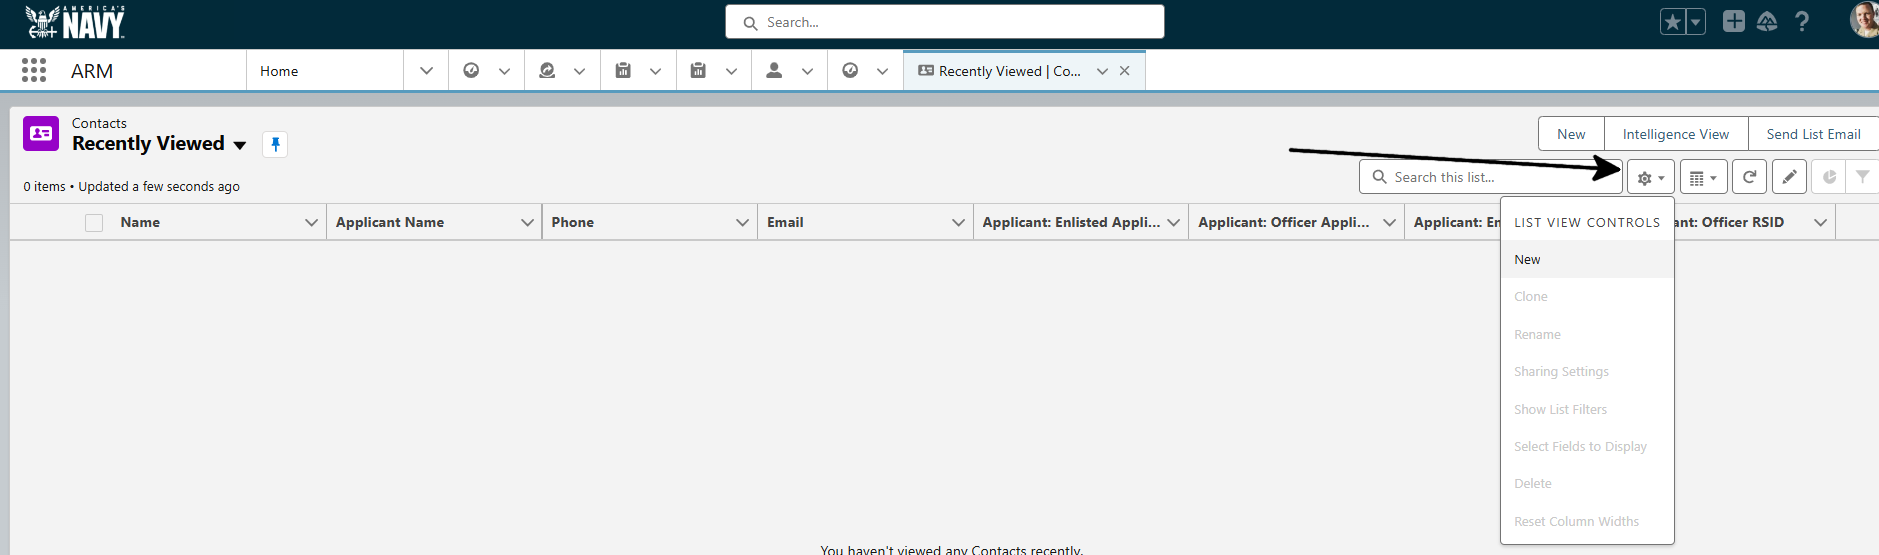 AMERICA'S
NAVY
Search...
ARM
Home
Recently Viewed | Co...
Contacts
Recently Viewed
New
Intelligence View
Send List Email
0 items • Updated a few seconds ago
Search this list...
Name
Applicant Name
Phone
Email
Applicant: Enlisted Appli...
Applicant: Officer Appli...
Applicant: En
ant: Officer RSID
LIST VIEW CONTROLS
New
Clone
Rename
Sharing Settings
Show List Filters
Select Fields to Display
Delete
Reset Column Widths
You haven't viewed any Contacts recently.